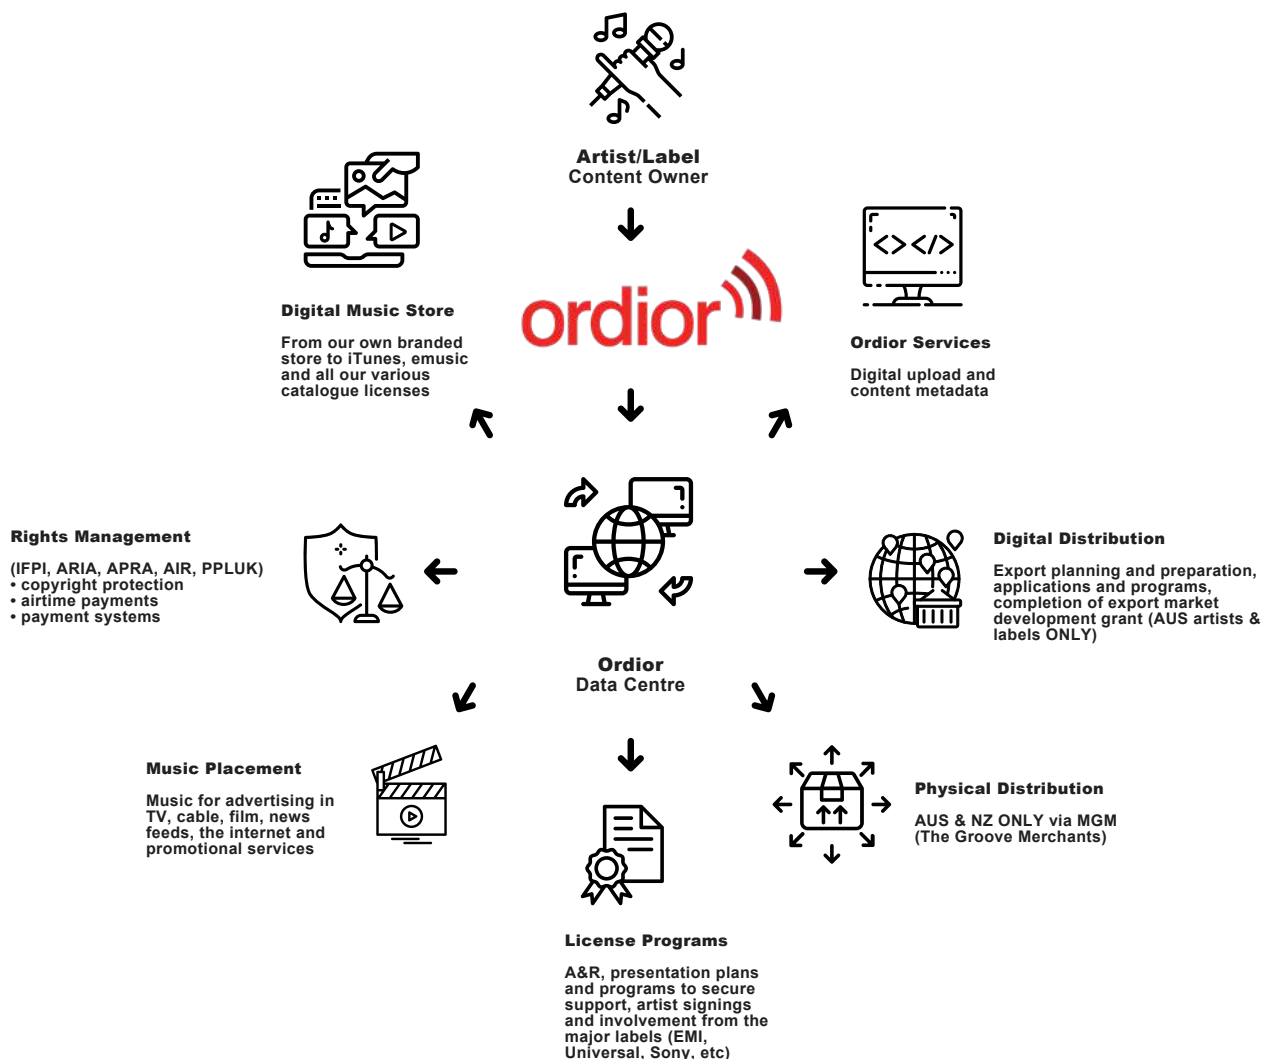 Artist/Label
Content Owner
ordior
Digital Music Store
From our own branded
store to iTunes, emusic
and all our various
catalogue licenses
<></>
Ordior Services
Digital upload and
content metadata
Rights Management
(IFPI, ARIA, APRA, AIR, PPLUK)
• copyright protection
• airtime payments
• payment systems
Digital Distribution
Export planning and preparation,
applications and programs,
completion of export market
development grant (AUS artists &
labels ONLY)
Ordior
Data Centre
Music Placement
Music for advertising in
TV, cable, film, news
feeds, the internet and
promotional services
Physical Distribution
AUS & NZ ONLY via MGM
(The Groove Merchants)
License Programs
A&R, presentation plans
and programs to secure
support, artist signings
and involvement from the
major labels (EMI,
Universal, Sony, etc)